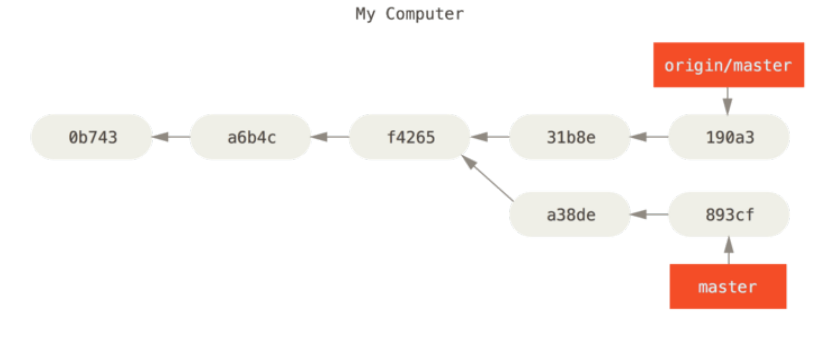 My Computer
origin/master
0b743 a6b4c f4265 31b8e 190a3
a38de 893cf
master